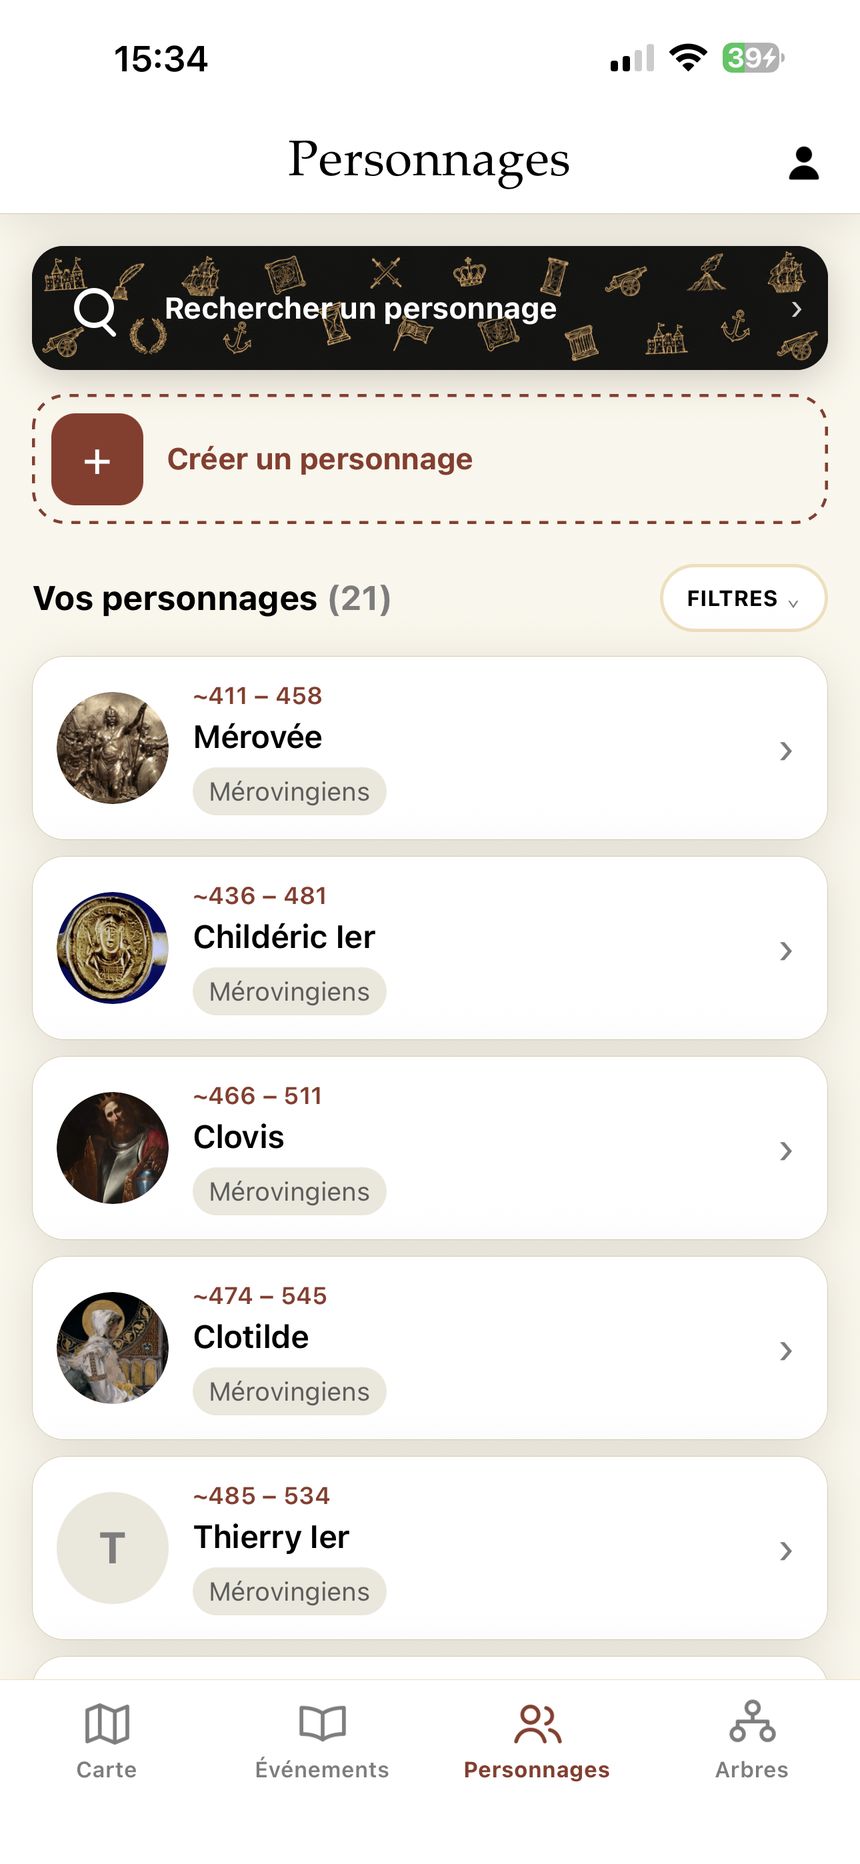 15:34
39
Personnages
Rechercher un personnage
+ Créer un personnage
Vos personnages (21)
FILTRES
~411 – 458
Mérovée
Mérovingiens
~436 – 481
Childéric Ier
Mérovingiens
~466 – 511
Clovis
Mérovingiens
~474 – 545
Clotilde
Mérovingiens
T
~485 – 534
Thierry Ier
Mérovingiens
Carte
Événements
Personnages
Arbres